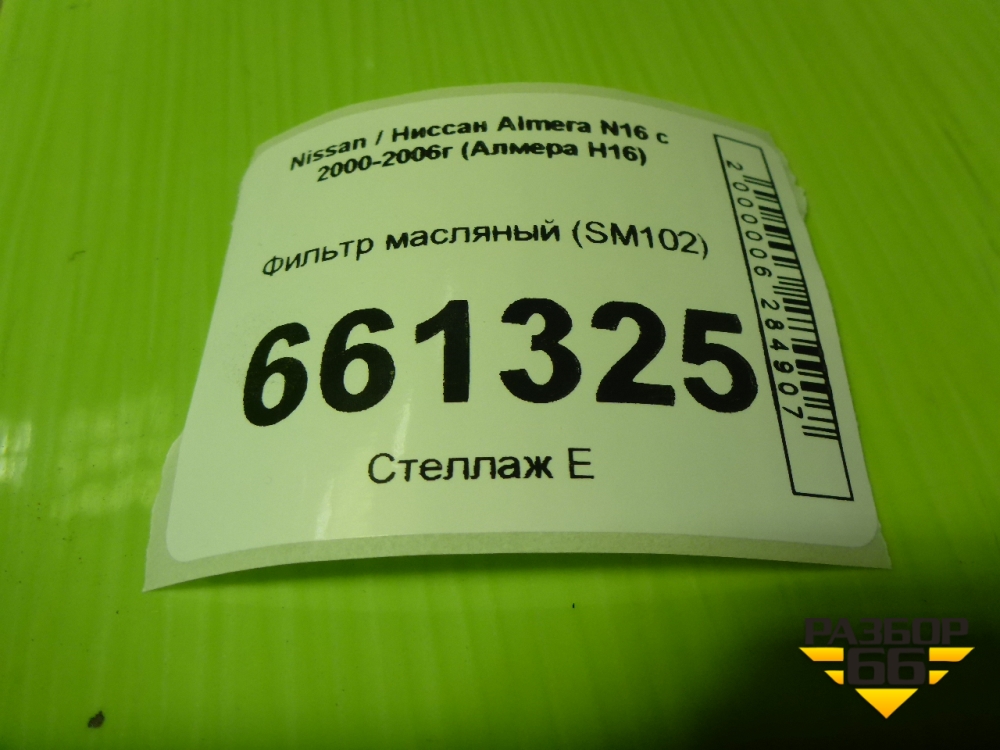 Nissan / Ниссан Almera N16 с
2000-2006г (Алмера Н16)
Фильтр масляный (SM102)
661325
Стеллаж Е
2000006284907
РАЗБОР
66